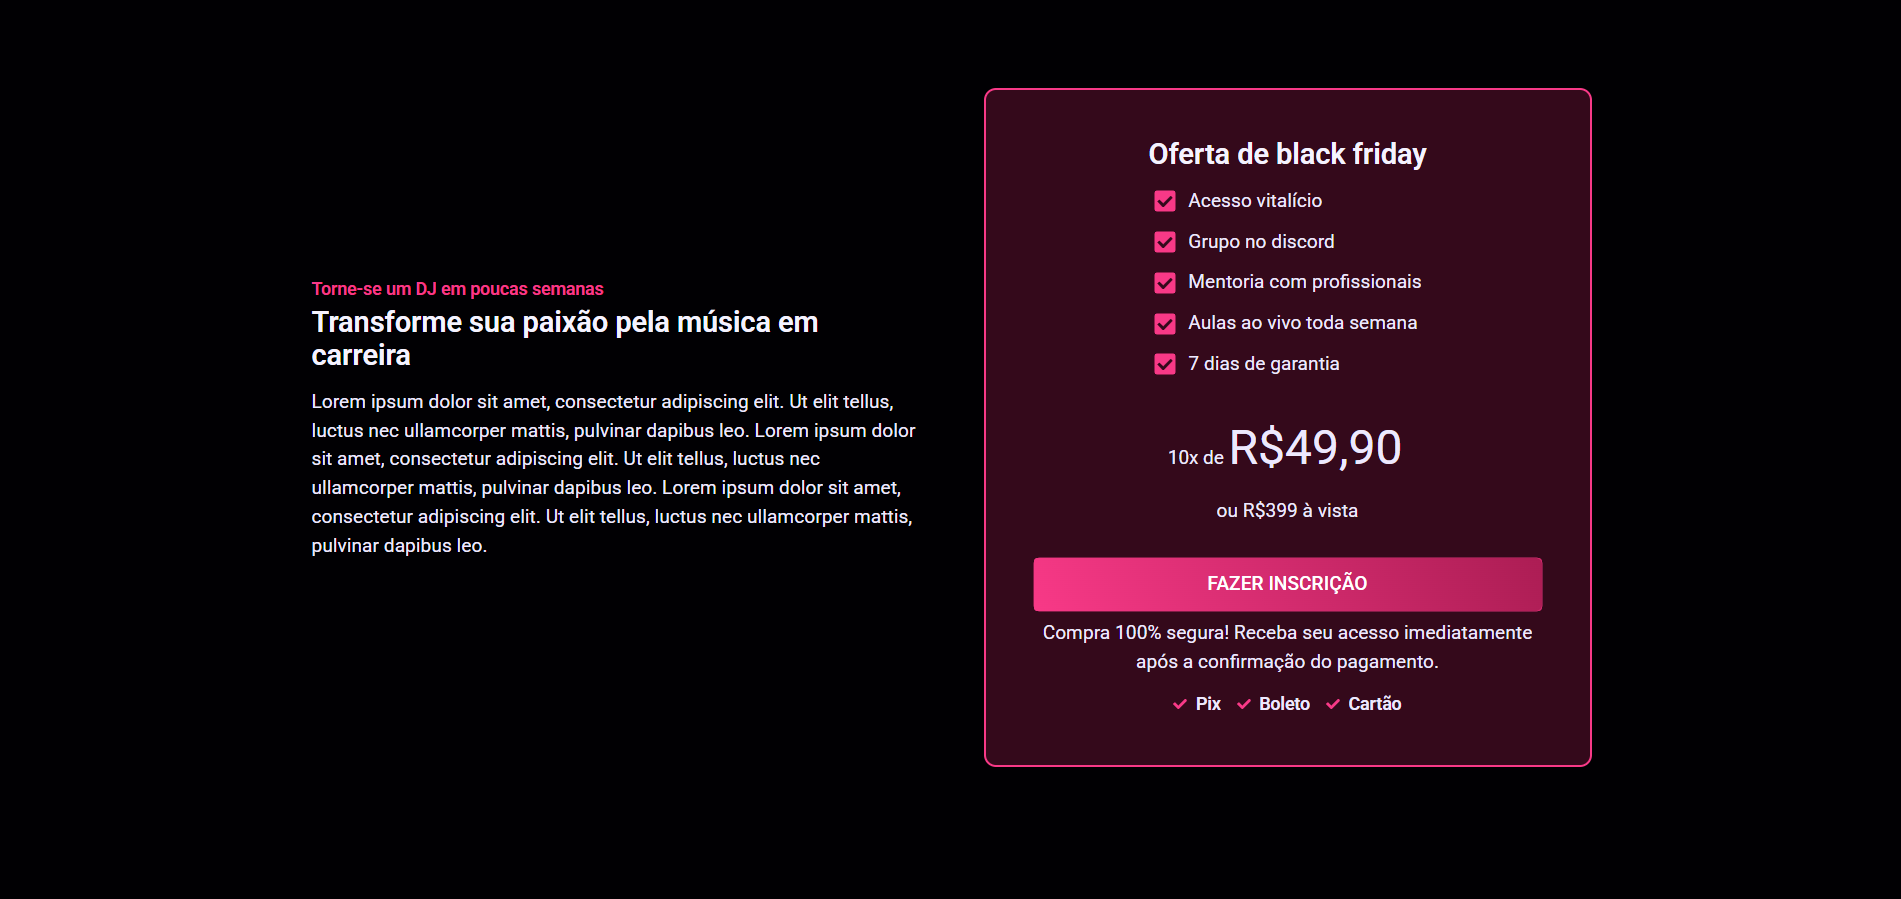 Torne-se um DJ em poucas semanas
Transforme sua paixão pela música em
carreira
Lorem ipsum dolor sit amet, consectetur adipiscing elit. Ut elit tellus,
luctus nec ullamcorper mattis, pulvinar dapibus leo. Lorem ipsum dolor
sit amet, consectetur adipiscing elit. Ut elit tellus, luctus nec
ullamcorper mattis, pulvinar dapibus leo. Lorem ipsum dolor sit amet,
consectetur adipiscing elit. Ut elit tellus, luctus nec ullamcorper mattis,
pulvinar dapibus leo.
Oferta de black friday
Acesso vitalício
Grupo no discord
Mentoria com profissionais
Aulas ao vivo toda semana
7 dias de garantia
10x de R$49,90
ou R$399 à vista
FAZER INSCRIÇÃO
Compra 100% segura! Receba seu acesso imediatamente
após a confirmação do pagamento.
Pix Boleto Cartão